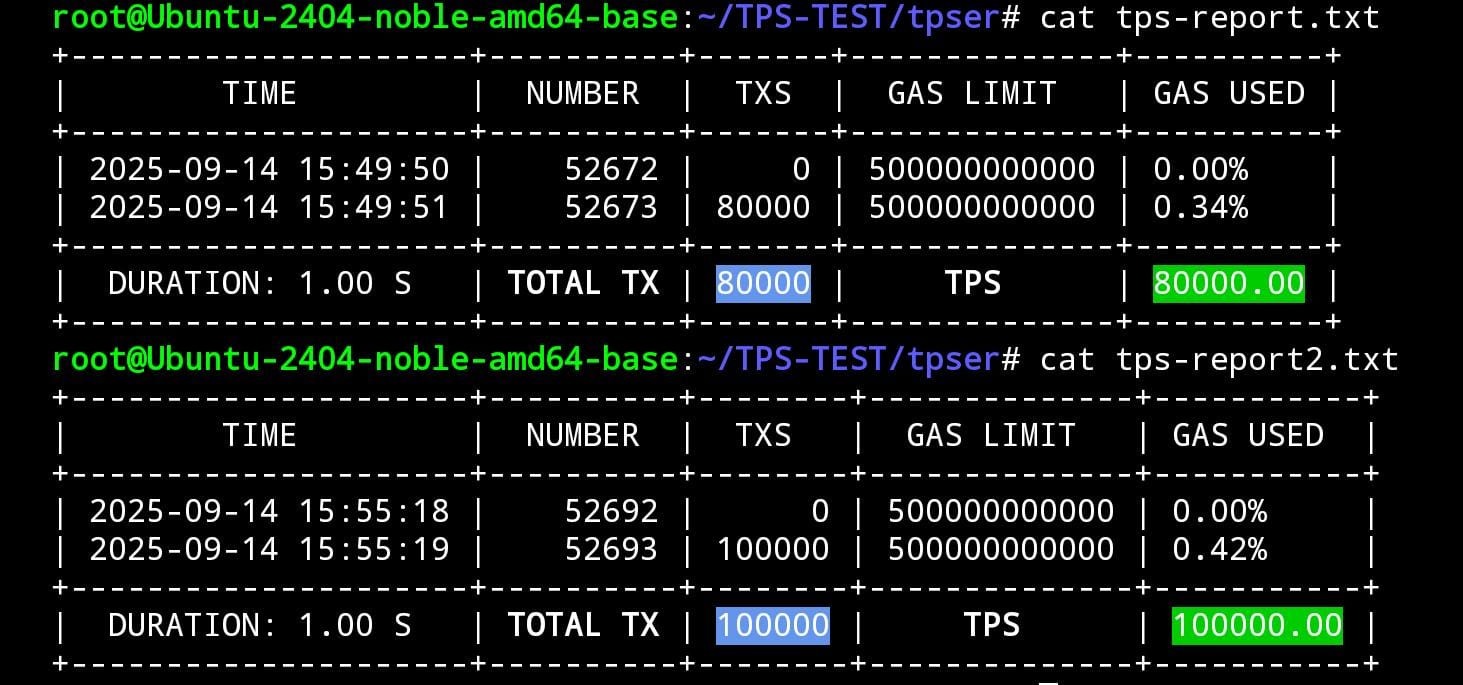 root@Ubuntu-2404-noble-amd64-base:~/TPS-TEST/tpser# cat tps-report.txt
+---------------------+----------+-------+--------------+----------+
|        TIME         |  NUMBER  |  TXS  |  GAS LIMIT   | GAS USED |
+---------------------+----------+-------+--------------+----------+
| 2025-09-14 15:49:50 |    52672 |     0 | 500000000000 | 0.00%    |
| 2025-09-14 15:49:51 |    52673 | 80000 | 500000000000 | 0.34%    |
+---------------------+----------+-------+--------------+----------+
|  DURATION: 1.00 S   | TOTAL TX | 80000 |     TPS      | 80000.00 |
+---------------------+----------+-------+--------------+----------+
root@Ubuntu-2404-noble-amd64-base:~/TPS-TEST/tpser# cat tps-report2.txt
+---------------------+----------+--------+--------------+-----------+
|        TIME         |  NUMBER  |  TXS   |  GAS LIMIT   | GAS USED  |
+---------------------+----------+--------+--------------+-----------+
| 2025-09-14 15:55:18 |    52692 |      0 | 500000000000 | 0.00%     |
| 2025-09-14 15:55:19 |    52693 | 100000 | 500000000000 | 0.42%     |
+---------------------+----------+--------+--------------+-----------+
|  DURATION: 1.00 S   | TOTAL TX | 100000 |     TPS      | 100000.00 |
+---------------------+----------+--------+--------------+-----------+